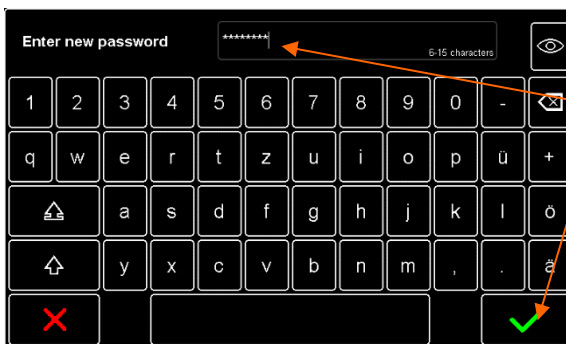 Enter new password ********
6-15 characters
1 2 3 4 5 6 7 8 9 0 -
q w e r t z u i o p ü +
a s d f g h j k l ö
y x c v b n m , . ä